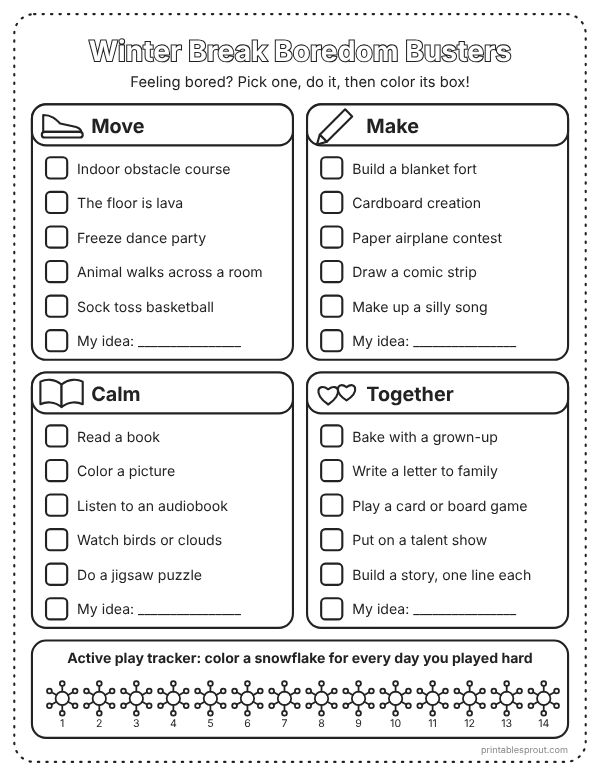 Winter Break Boredom Busters
Feeling bored? Pick one, do it, then color its box!
Move
Indoor obstacle course
The floor is lava
Freeze dance party
Animal walks across a room
Sock toss basketball
My idea: _______________
Make
Build a blanket fort
Cardboard creation
Paper airplane contest
Draw a comic strip
Make up a silly song
My idea: _______________
Calm
Read a book
Color a picture
Listen to an audiobook
Watch birds or clouds
Do a jigsaw puzzle
My idea: _______________
Together
Bake with a grown-up
Write a letter to family
Play a card or board game
Put on a talent show
Build a story, one line each
My idea: _______________
Active play tracker: color a snowflake for every day you played hard
1 2 3 4 5 6 7 8 9 10 11 12 13 14
printablesprout.com